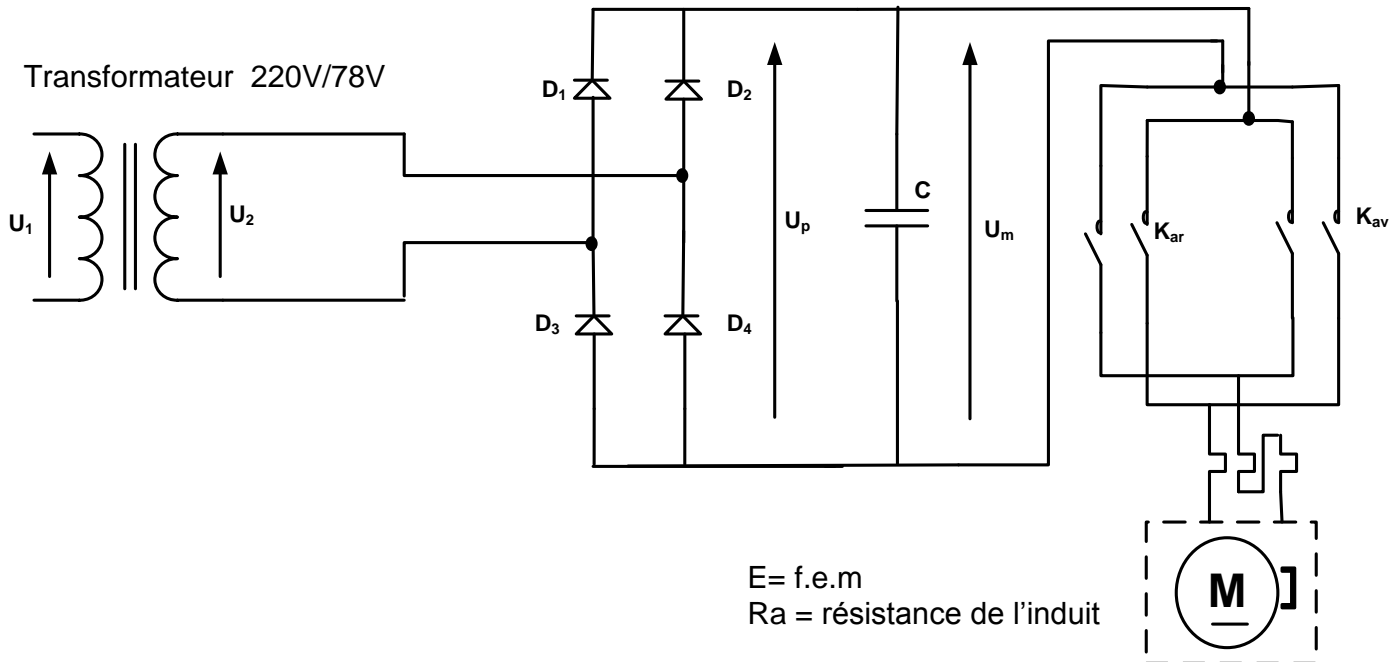 Transformateur 220V/78V
U₁
U₂
D₁
D₂
D₃
D₄
Uₚ
C
Uₘ
Kₐᵣ
Kₐᵥ
E= f.e.m
Ra = résistance de l'induit
M